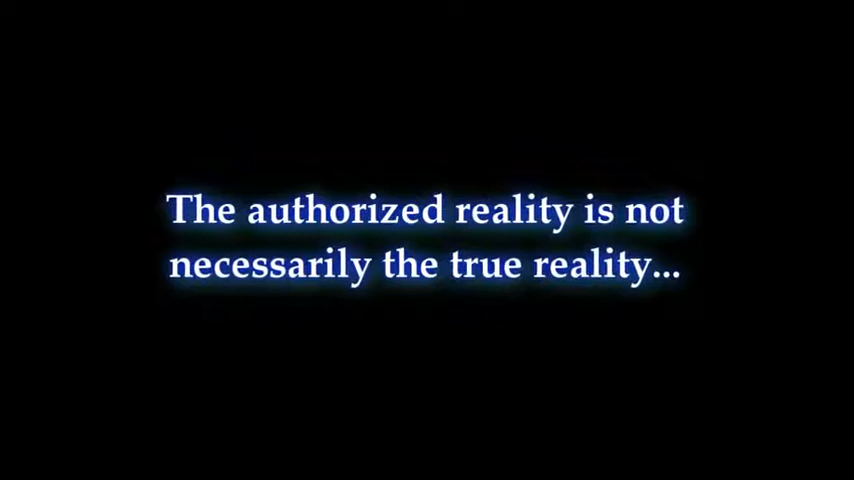 The authorized reality is not
necessarily the true reality...